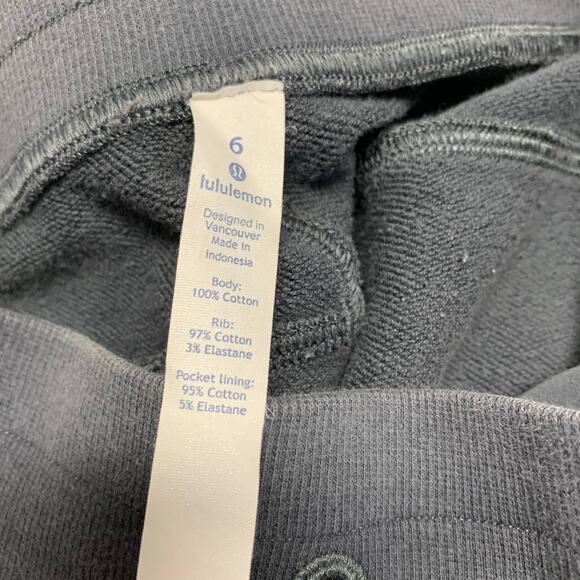 6
lululemon
Designed in
Vancouver
Made in
Indonesia
Body:
100% Cotton
Rib:
97% Cotton
3% Elastane
Pocket lining:
95% Cotton
5% Elastane